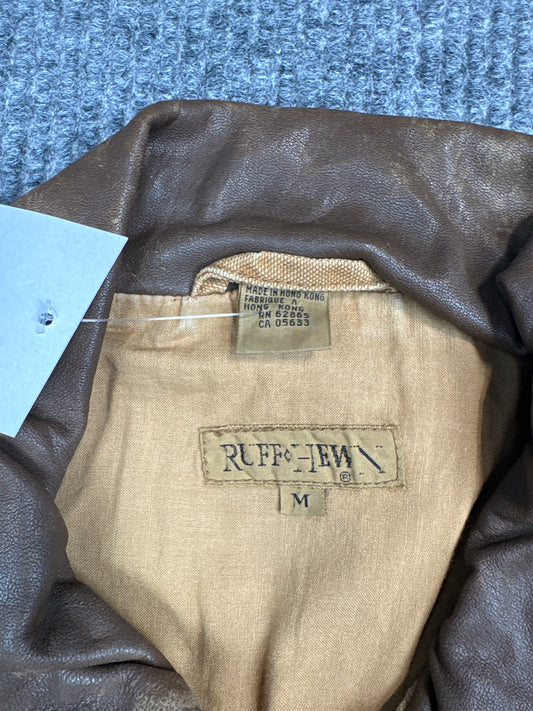 MADE IN HONG KONG
FABRIQUE A
HONG KONG
RN 62865
CA 05633
RUFF◇HEWN
®
M